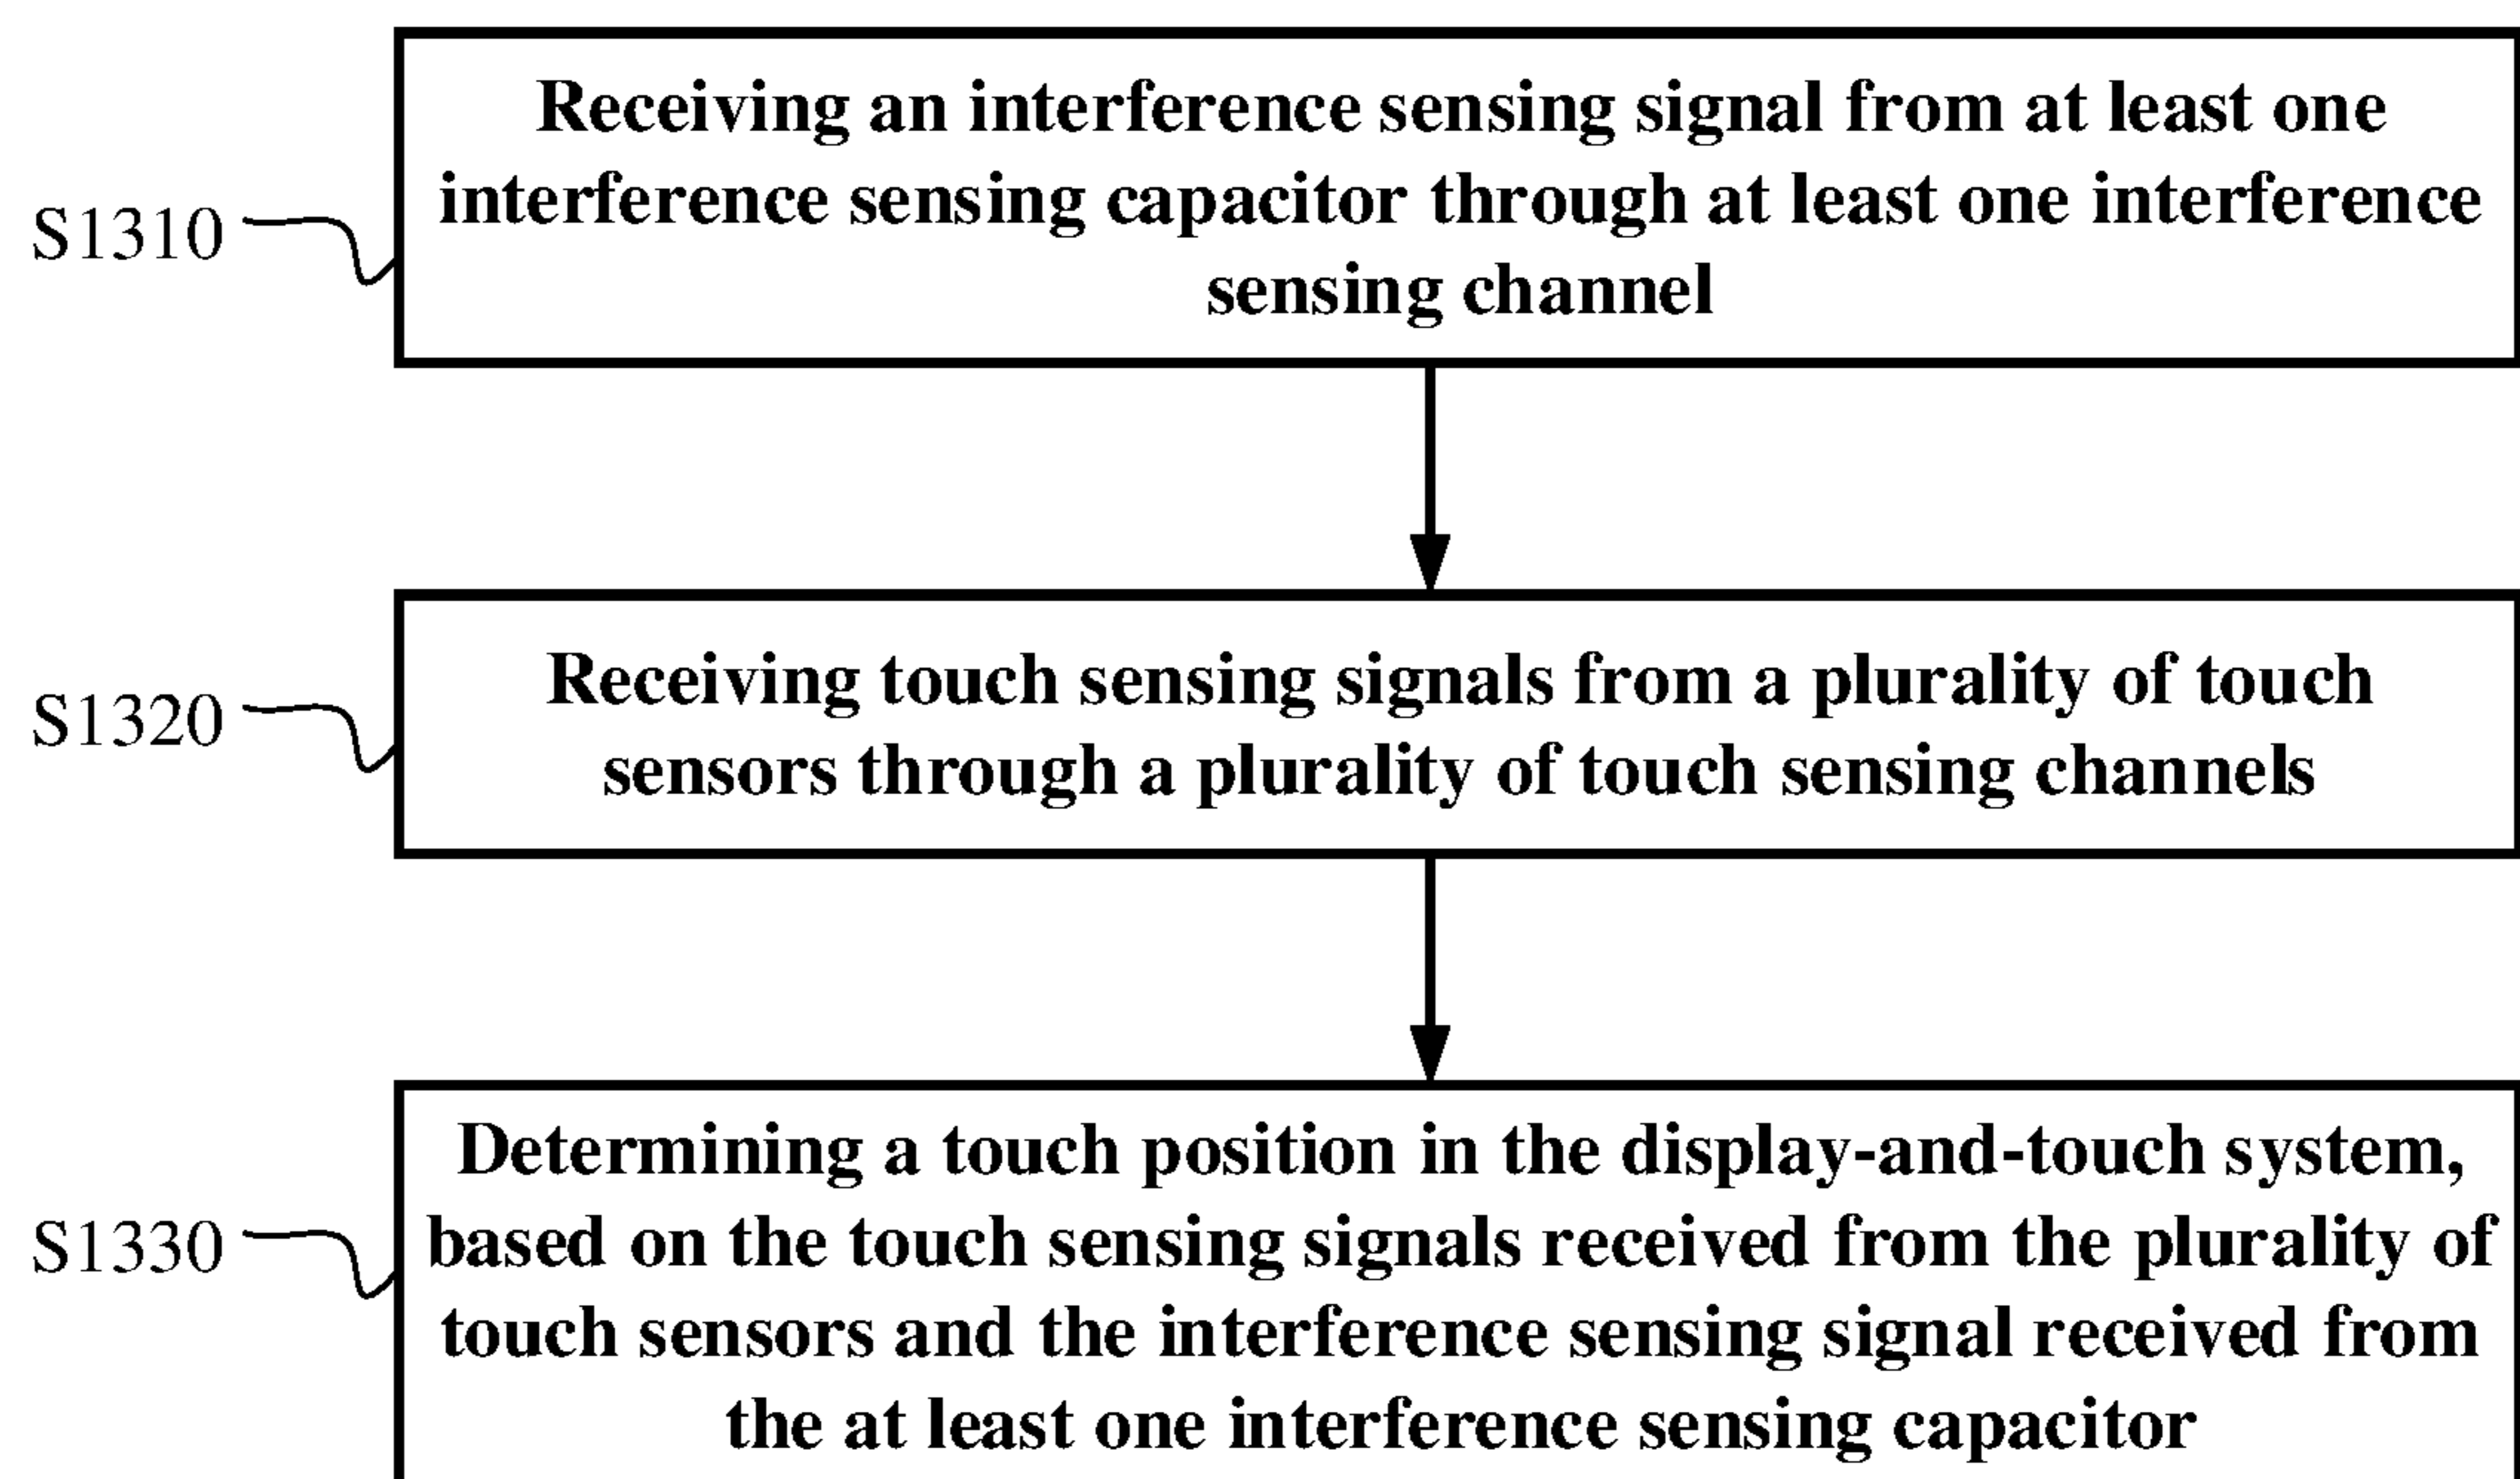 Receiving an interference sensing signal from at least one
interference sensing capacitor through at least one interference
sensing channel
S1310
Receiving touch sensing signals from a plurality of touch
sensors through a plurality of touch sensing channels
S1320
Determining a touch position in the display-and-touch system,
based on the touch sensing signals received from the plurality of
touch sensors and the interference sensing signal received from
the at least one interference sensing capacitor
S1330